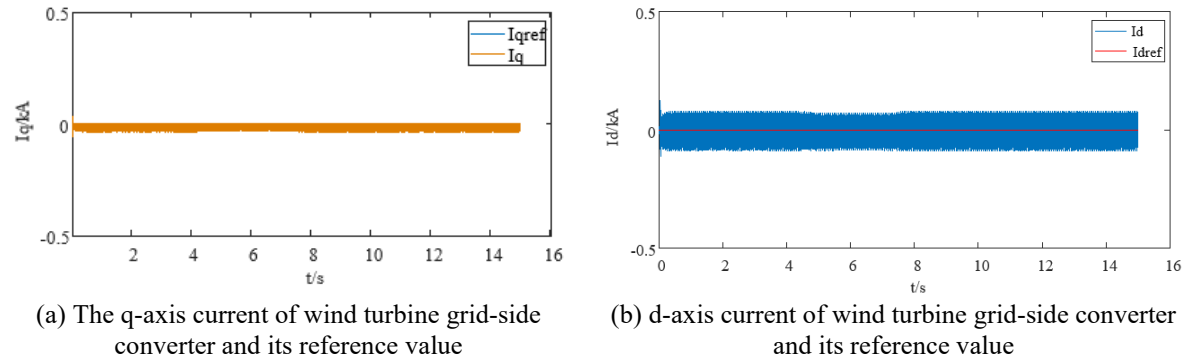 0.5
Iqref
Iq
Iq/kA
0
-0.5
2
4
6
8
10
12
14
16
t/s
(a) The q-axis current of wind turbine grid-side
converter and its reference value
0.5
Id
Idref
Id/kA
0
-0.5
0
2
4
6
8
10
12
14
16
t/s
(b) d-axis current of wind turbine grid-side converter
and its reference value